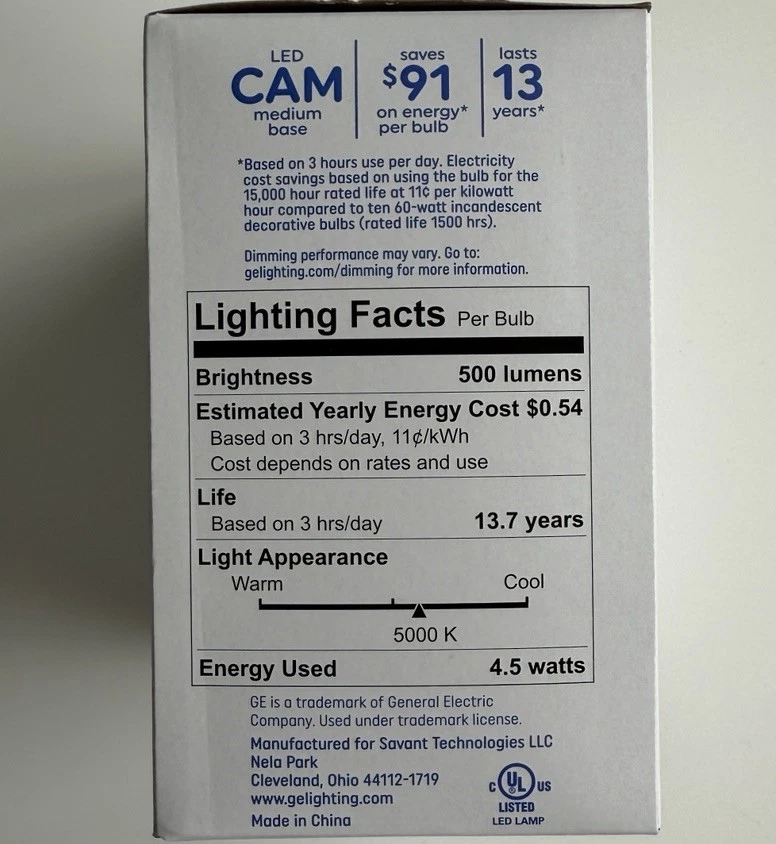 LED
CAM
medium
base
saves
$91
on energy*
per bulb
lasts
13
years*
*Based on 3 hours use per day. Electricity
cost savings based on using the bulb for the
15,000 hour rated life at 11¢ per kilowatt
hour compared to ten 60-watt incandescent
decorative bulbs (rated life 1500 hrs).
Dimming performance may vary. Go to:
gelighting.com/dimming for more information.
Lighting Facts Per Bulb
Brightness 500 lumens
Estimated Yearly Energy Cost $0.54
Based on 3 hrs/day, 11¢/kWh
Cost depends on rates and use
Life
Based on 3 hrs/day 13.7 years
Light Appearance
Warm Cool
5000 K
Energy Used 4.5 watts
GE is a trademark of General Electric
Company. Used under trademark license.
Manufactured for Savant Technologies LLC
Nela Park
Cleveland, Ohio 44112-1719
www.gelighting.com
Made in China
C UL® US
LISTED
LED LAMP